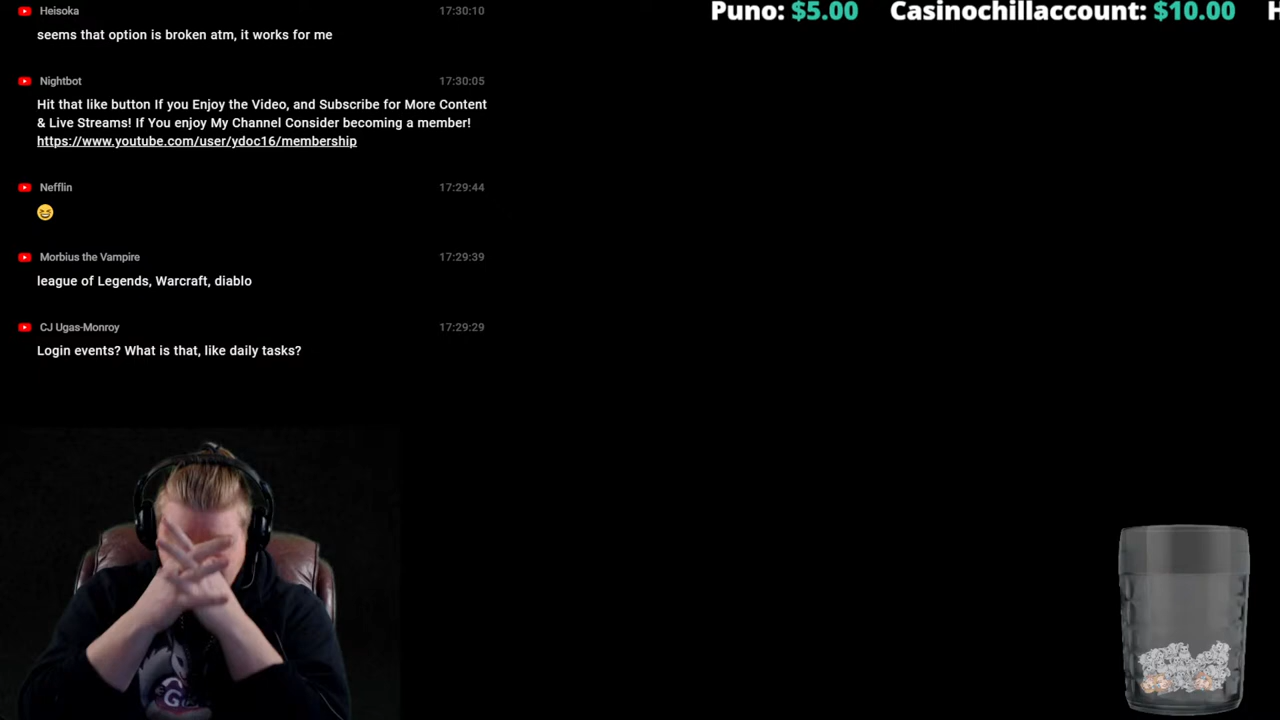 Heisoka 17:30:10
seems that option is broken atm, it works for me
Nightbot 17:30:05
Hit that like button If you Enjoy the Video, and Subscribe for More Content
& Live Streams! If You enjoy My Channel Consider becoming a member!
https://www.youtube.com/user/ydoc16/membership
Nefflin 17:29:44
😆
Morbius the Vampire 17:29:39
league of Legends, Warcraft, diablo
CJ Ugas-Monroy 17:29:29
Login events? What is that, like daily tasks?
Puno: $5.00 Casinochillaccount: $10.00 H